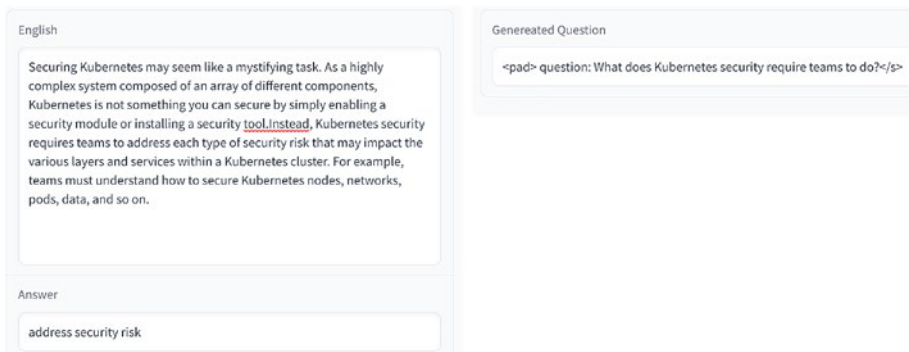 English
Securing Kubernetes may seem like a mystifying task. As a highly
complex system composed of an array of different components,
Kubernetes is not something you can secure by simply enabling a
security module or installing a security tool.Instead, Kubernetes security
requires teams to address each type of security risk that may impact the
various layers and services within a Kubernetes cluster. For example,
teams must understand how to secure Kubernetes nodes, networks,
pods, data, and so on.
Answer
address security risk
Genereated Question
<pad> question: What does Kubernetes security require teams to do?</s>